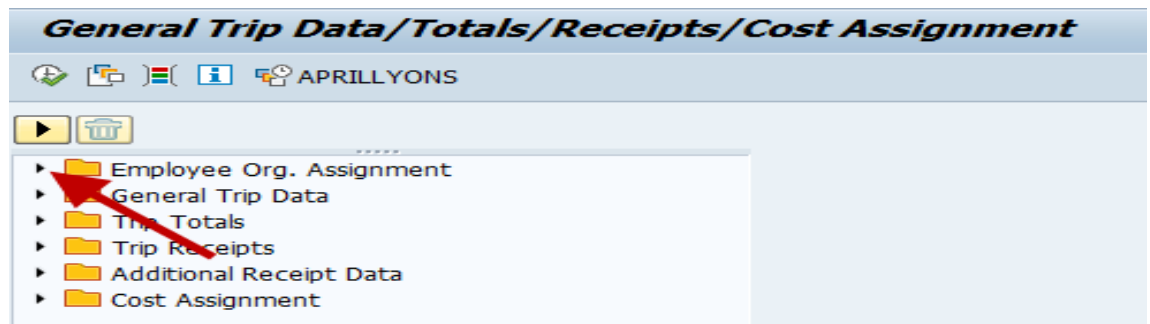 General Trip Data/Totals/Receipts/Cost Assignment
APRILLYONS
Employee Org. Assignment
General Trip Data
Trip Totals
Trip Receipts
Additional Receipt Data
Cost Assignment